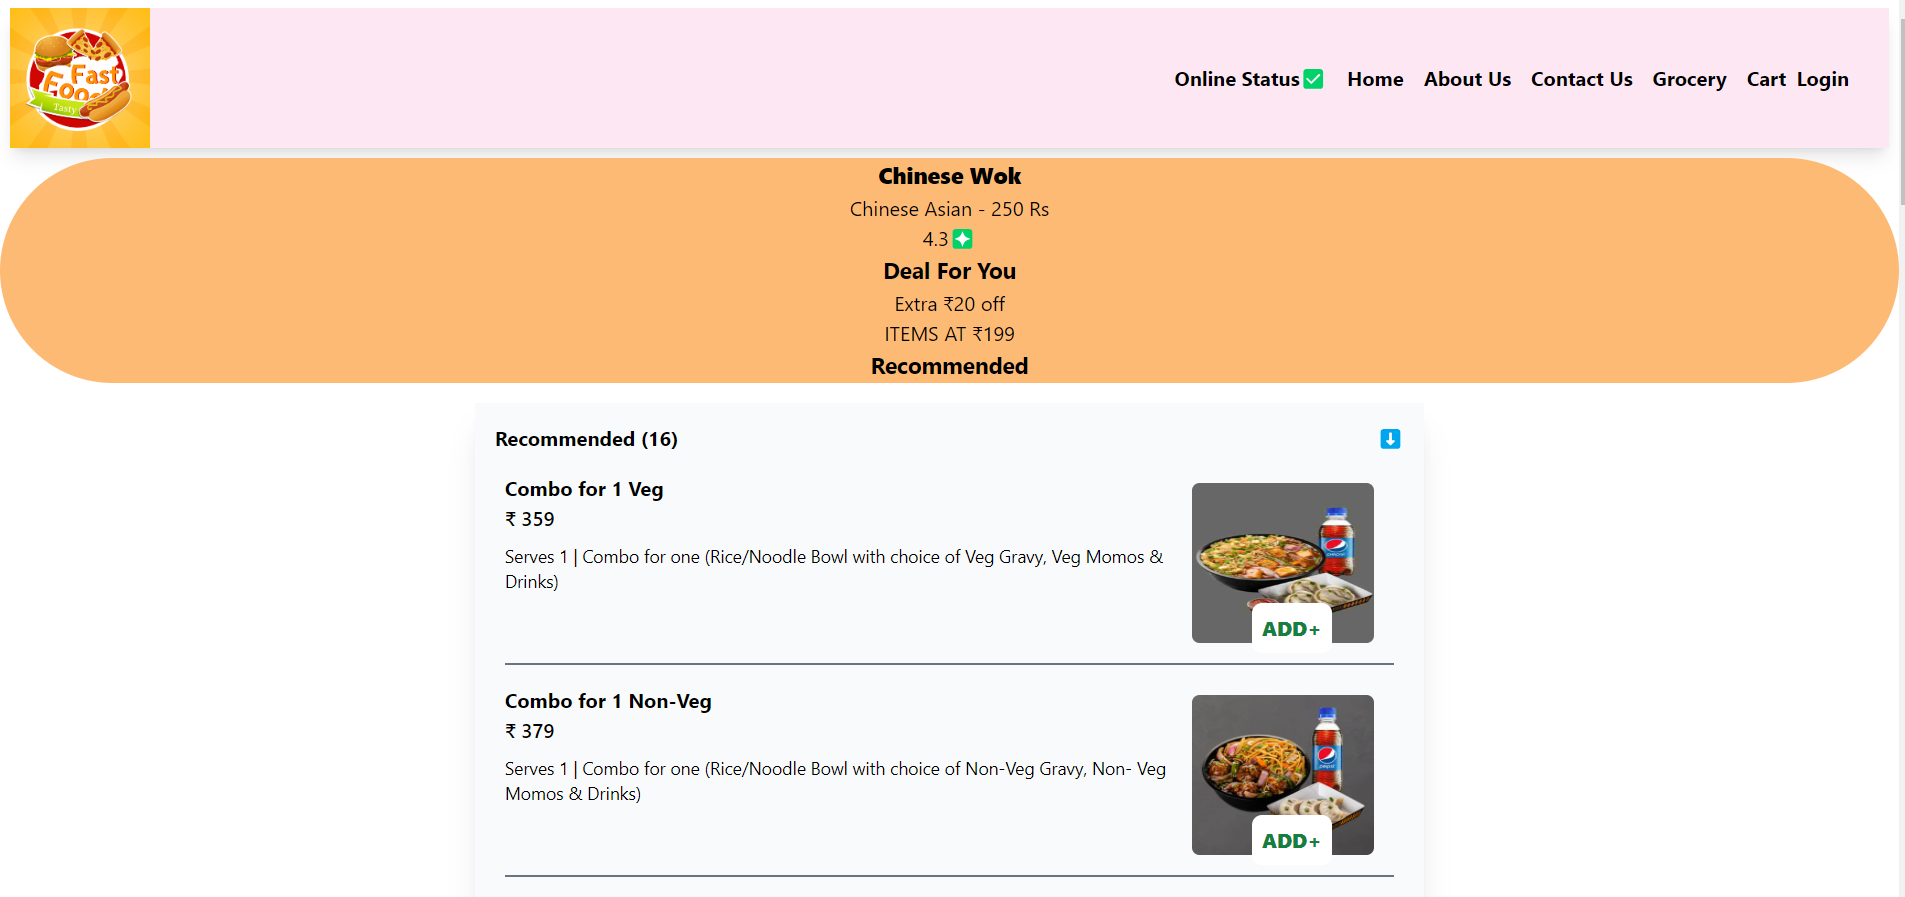 Fast
Food
Tasty
Online Status✅ Home About Us Contact Us Grocery Cart Login
Chinese Wok
Chinese Asian - 250 Rs
4.3
Deal For You
Extra ₹20 off
ITEMS AT ₹199
Recommended
Recommended (16)
Combo for 1 Veg
₹ 359
Serves 1 | Combo for one (Rice/Noodle Bowl with choice of Veg Gravy, Veg Momos &
Drinks)
ADD+
Combo for 1 Non-Veg
₹ 379
Serves 1 | Combo for one (Rice/Noodle Bowl with choice of Non-Veg Gravy, Non- Veg
Momos & Drinks)
pepsi
ADD+